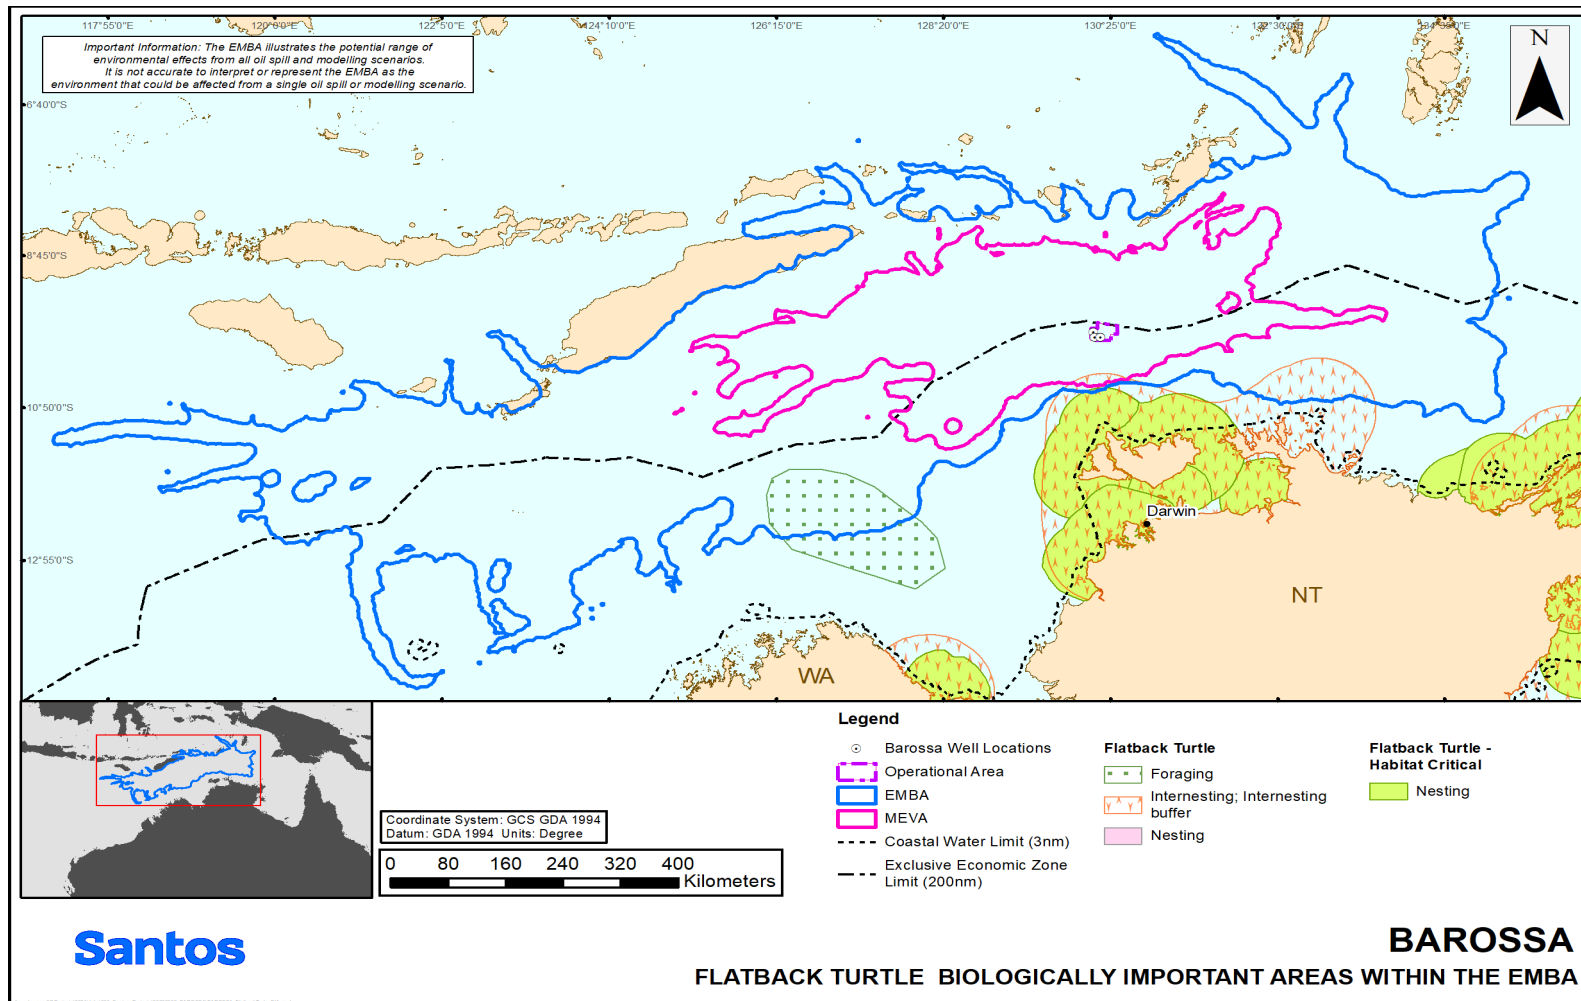 117°55'0"E
120°0'0"E
122°5'0"E
124°10'0"E
126°15'0"E
128°20'0"E
130°25'0"E
132°30'0"E
134°35'0"E
Important Information: The EMBA illustrates the potential range of
environmental effects from all oil spill and modelling scenarios.
It is not accurate to interpret or represent the EMBA as the
environment that could be affected from a single oil spill or modelling scenario.
N
6°40'0"S
8°45'0"S
10°50'0"S
12°55'0"S
Darwin
NT
WA
Coordinate System: GCS GDA 1994
Datum: GDA 1994 Units: Degree
0 80 160 240 320 400
Kilometers
Legend
Barossa Well Locations
Operational Area
EMBA
MEVA
Coastal Water Limit (3nm)
Exclusive Economic Zone
Limit (200nm)
Flatback Turtle
Foraging
Internesting; Internesting
buffer
Nesting
Flatback Turtle -
Habitat Critical
Nesting
Santos
BAROSSA
FLATBACK TURTLE BIOLOGICALLY IMPORTANT AREAS WITHIN THE EMBA